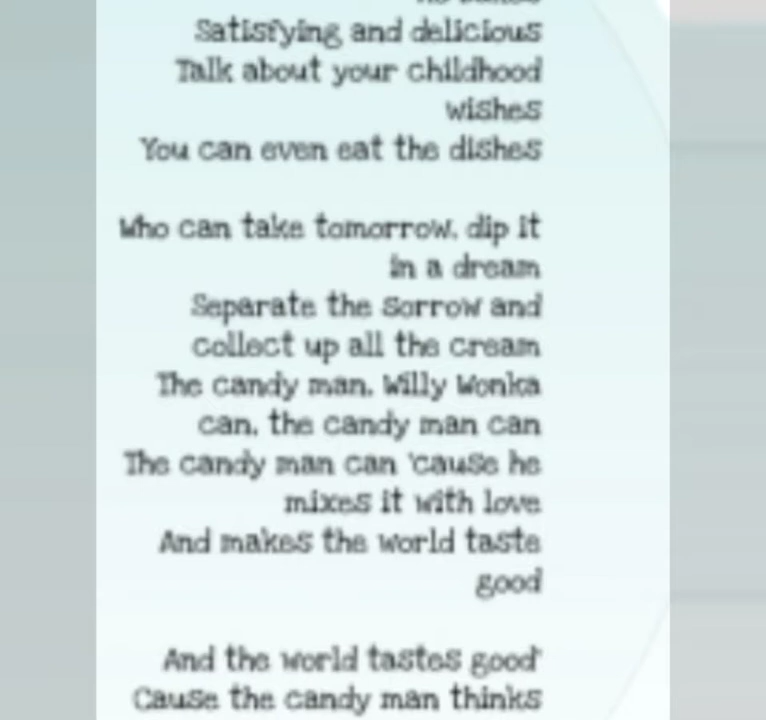 Satisfying and delicious
Talk about your childhood
wishes
You can even eat the dishes
Who can take tomorrow, dip it
in a dream
Separate the sorrow and
collect up all the cream
The candy man, Willy Wonka
can, the candy man can
The candy man can 'cause he
mixes it with love
And makes the world taste
good
And the world tastes good'
Cause the candy man thinks